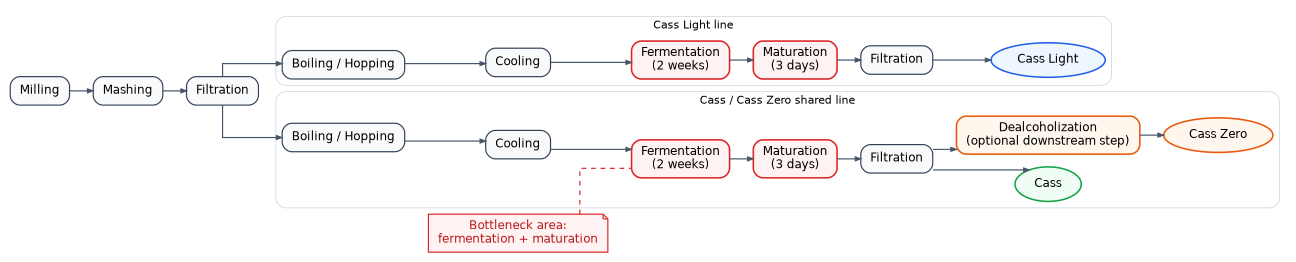 Cass Light line
Milling
Mashing
Filtration
Boiling / Hopping
Cooling
Fermentation
(2 weeks)
Maturation
(3 days)
Filtration
Cass Light
Cass / Cass Zero shared line
Boiling / Hopping
Cooling
Fermentation
(2 weeks)
Maturation
(3 days)
Filtration
Dealcoholization
(optional downstream step)
Cass Zero
Cass
Bottleneck area:
fermentation + maturation